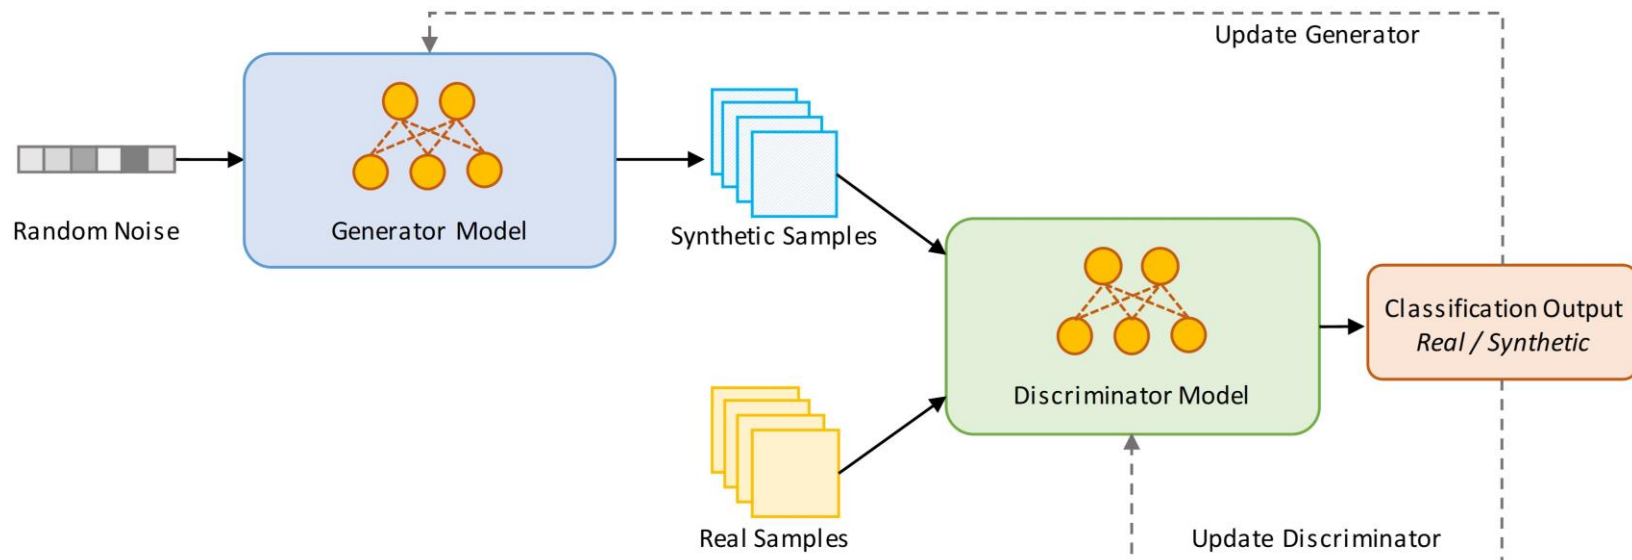 Update Generator
Random Noise
Generator Model
Synthetic Samples
Classification Output
Real / Synthetic
Discriminator Model
Real Samples
Update Discriminator